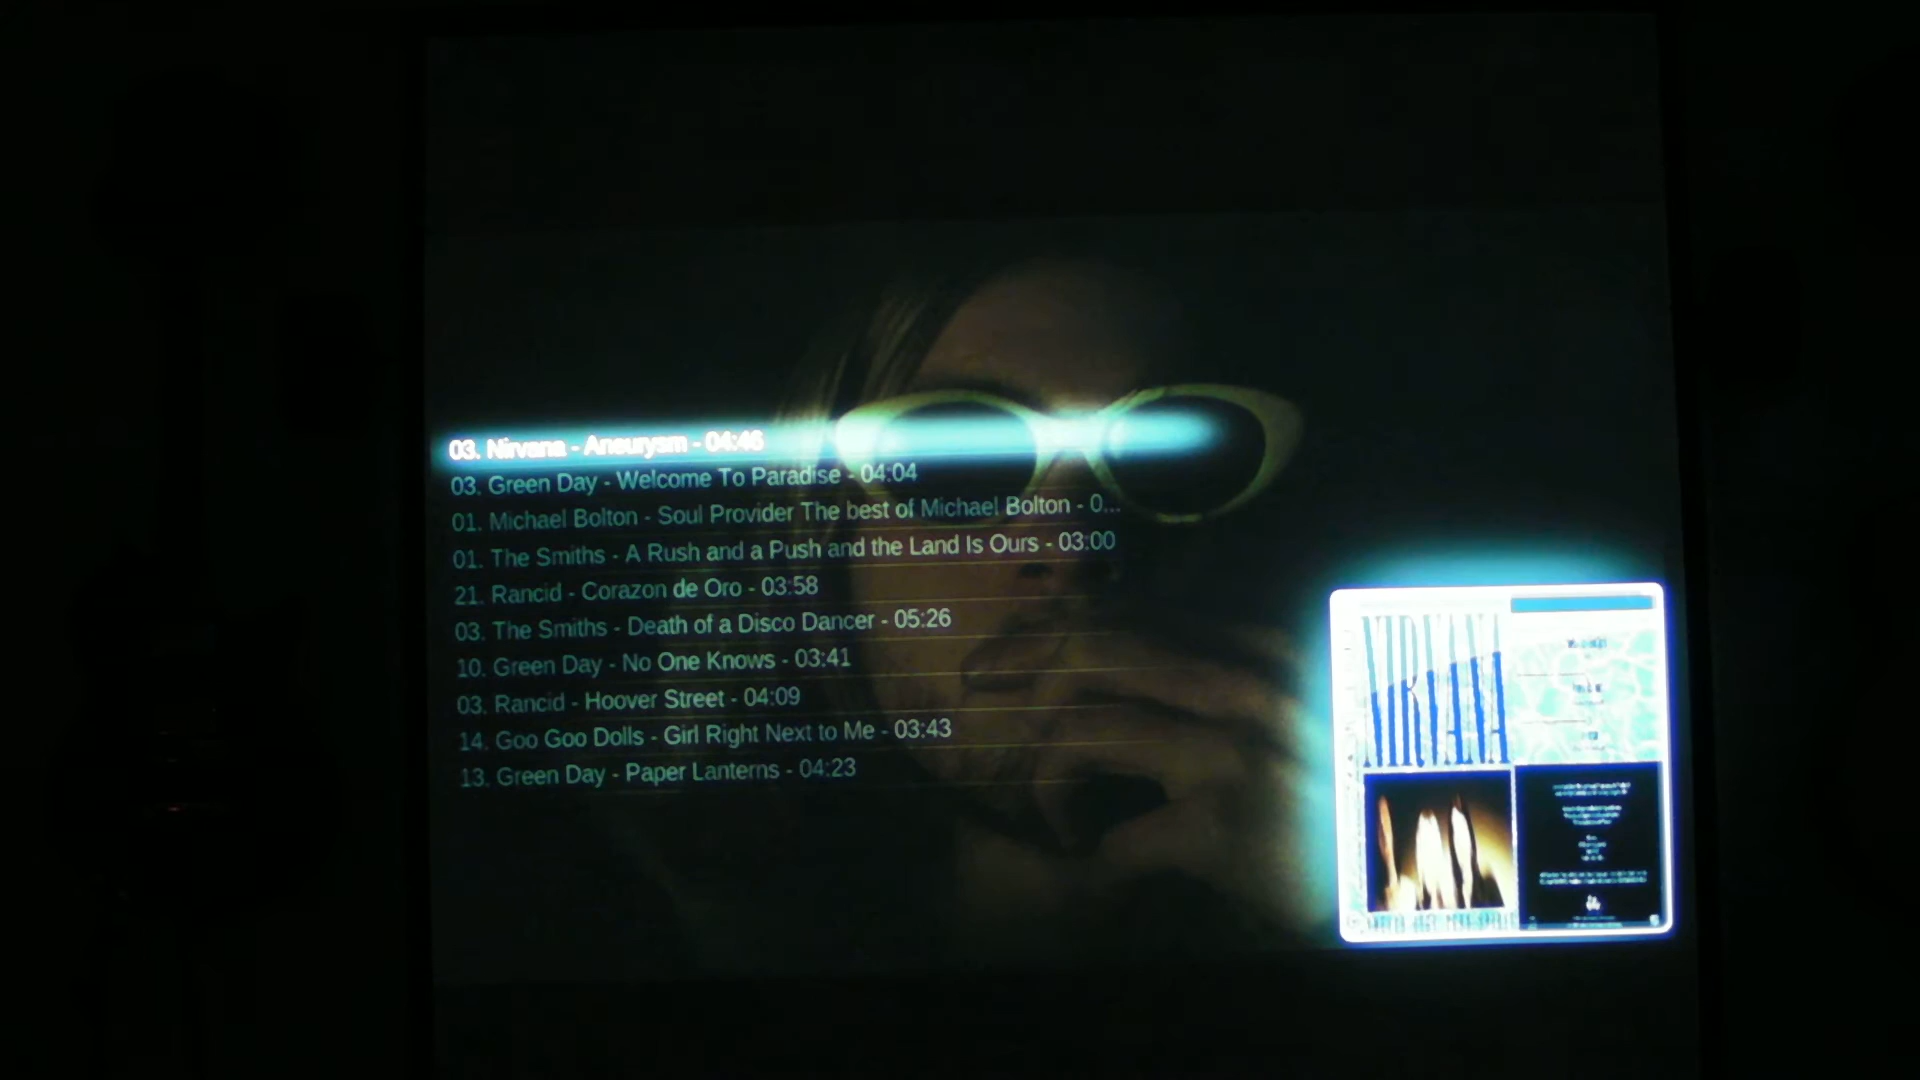 03. Nirvana - Aneurysm - 04:46
03. Green Day - Welcome To Paradise - 04:04
01. Michael Bolton - Soul Provider The best of Michael Bolton - 0...
01. The Smiths - A Rush and a Push and the Land Is Ours - 03:00
21. Rancid - Corazon de Oro - 03:58
03. The Smiths - Death of a Disco Dancer - 05:26
10. Green Day - No One Knows - 03:41
03. Rancid - Hoover Street - 04:09
14. Goo Goo Dolls - Girl Right Next to Me - 03:43
13. Green Day - Paper Lanterns - 04:23
NIRVANA